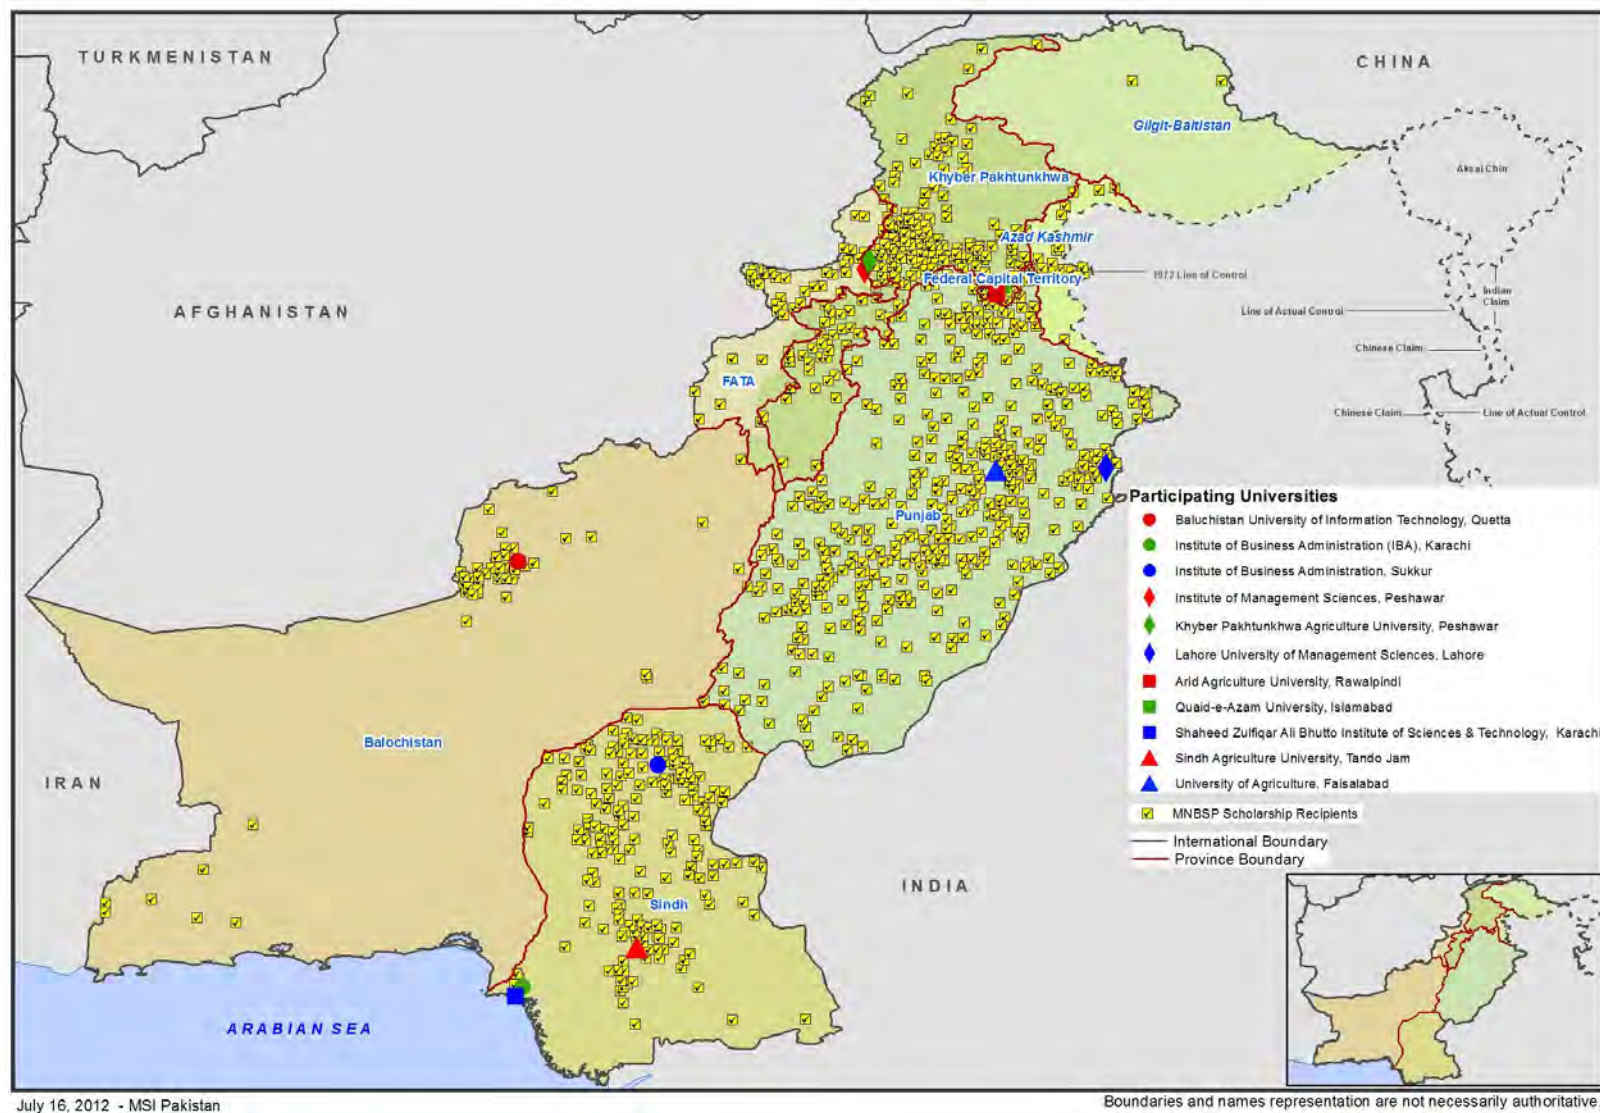 TURKMENISTAN
CHINA
Gilgit-Baltistan
Aksai Chin
Khyber Pakhtunkhwa
Azad Kashmir
1972 Line of Control
Federal Capital Territory
Indian
Claim
AFGHANISTAN
Line of Actual Control
Chinese Claim
FATA
Chinese Claim
Line of Actual Control
Punjab
Participating Universities
Baluchistan University of Information Technology, Quetta
Institute of Business Administration (IBA), Karachi
Institute of Business Administration, Sukkur
Institute of Management Sciences, Peshawar
Khyber Pakhtunkhwa Agriculture University, Peshawar
Lahore University of Management Sciences, Lahore
Arid Agriculture University, Rawalpindi
Quaid-e-Azam University, Islamabad
Shaheed Zulfiqar Ali Bhutto Institute of Sciences & Technology, Karachi
Sindh Agriculture University, Tando Jam
University of Agriculture, Faisalabad
MNBSP Scholarship Recipients
International Boundary
Province Boundary
Balochistan
IRAN
INDIA
Sindh
ARABIAN SEA
July 16, 2012 - MSI Pakistan
Boundaries and names representation are not necessarily authoritative.